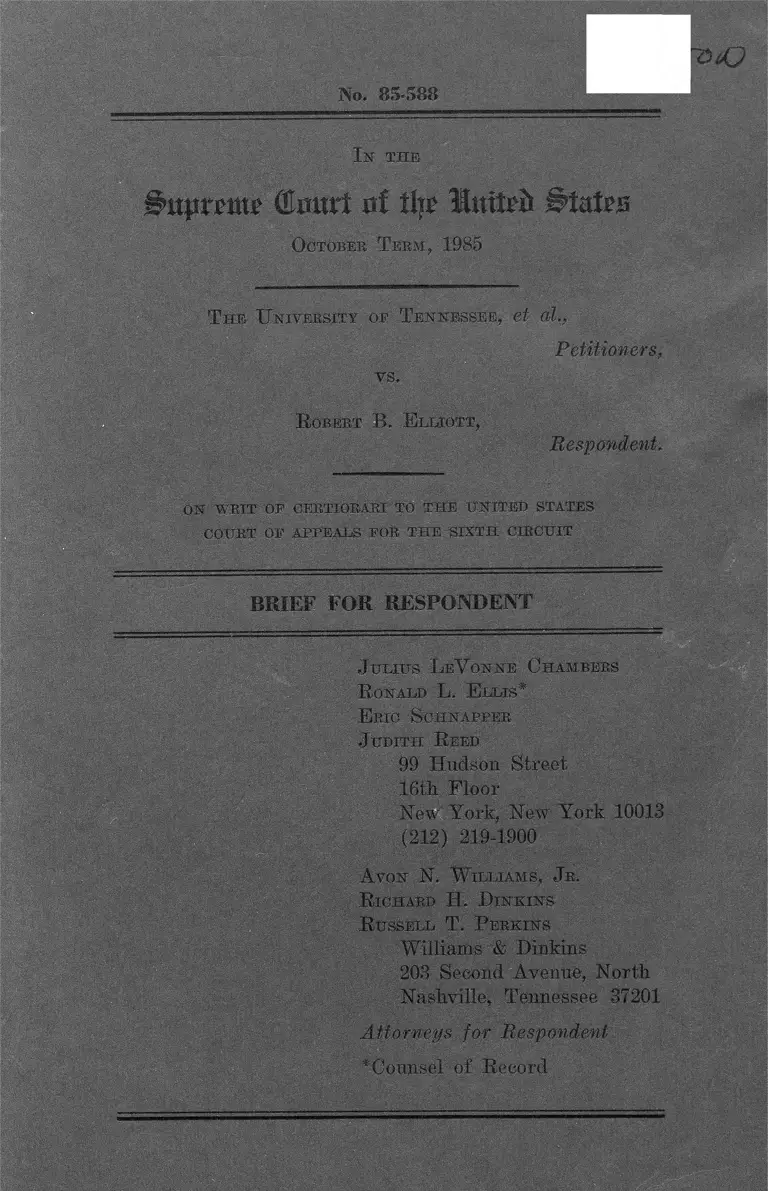 No. 85-588
IN THE
Supreme Court of the United States
OCTOBER TERM, 1985
THE UNIVERSITY OF TENNESSEE, et al.,
Petitioners,
vs.
ROBERT B. ELLIOTT,
Respondent.
ON WRIT OF CERTIORARI TO THE UNITED STATES
COURT OF APPEALS FOR THE SIXTH CIRCUIT
BRIEF FOR RESPONDENT
JULIUS LEVONNE CHAMBERS
RONALD L. ELLIS*
ERIC SCHNAPPER
JUDITH REED
99 Hudson Street
16th Floor
New York, New York 10013
(212) 219-1900
AVON N. WILLIAMS, JR.
RICHARD H. DINKINS
RUSSELL T. PERKINS
Williams & Dinkins
203 Second Avenue, North
Nashville, Tennessee 37201
Attorneys for Respondent
*Counsel of Record